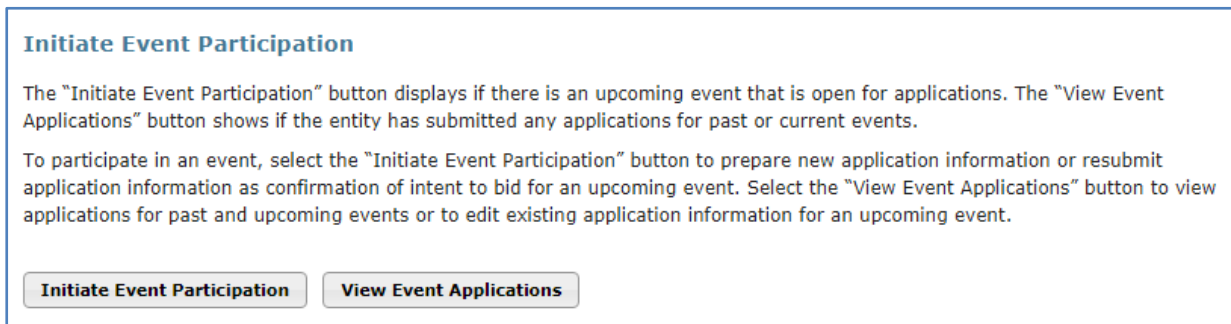 Initiate Event Participation
The “Initiate Event Participation” button displays if there is an upcoming event that is open for applications. The “View Event
Applications” button shows if the entity has submitted any applications for past or current events.
To participate in an event, select the “Initiate Event Participation” button to prepare new application information or resubmit
application information as confirmation of intent to bid for an upcoming event. Select the “View Event Applications” button to view
applications for past and upcoming events or to edit existing application information for an upcoming event.
Initiate Event Participation View Event Applications